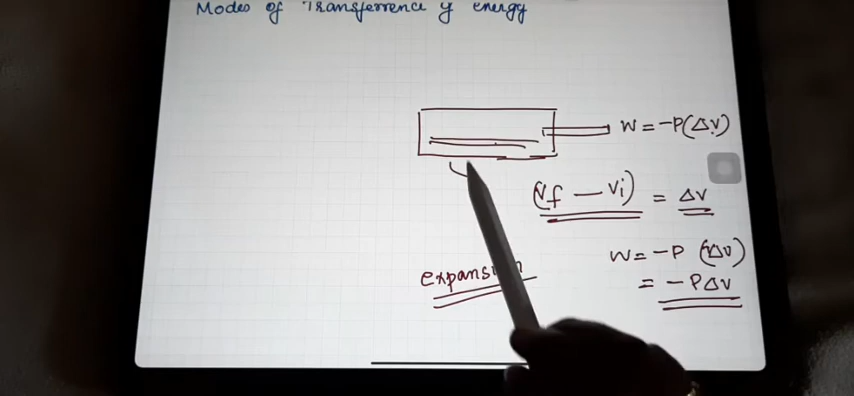 Modes of Transferrence of energy
W = -P(ΔV)
(Vf - Vi) = ΔV
expansion
W = -P (ΔV)
= - PΔV